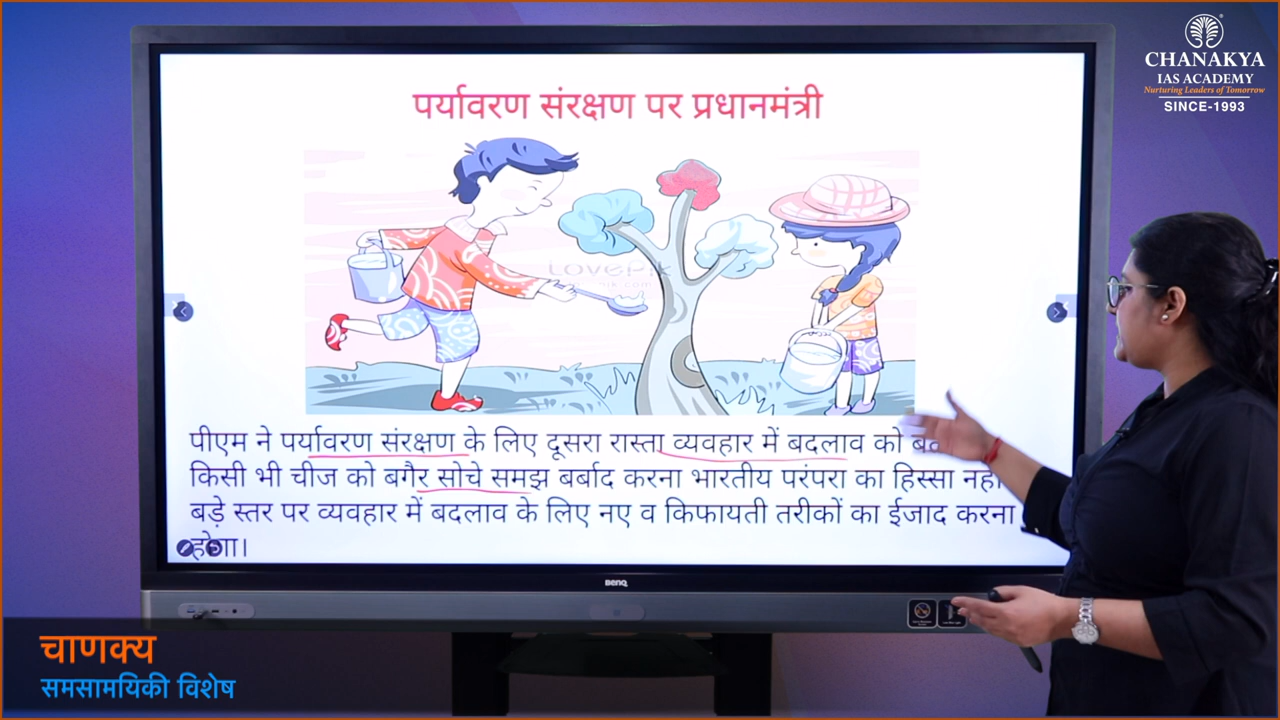 CHANAKYA
IAS ACADEMY
Nurturing Leaders of Tomorrow
SINCE-1993
पर्यावरण संरक्षण पर प्रधानमंत्री
LovePik
पीएम ने पर्यावरण संरक्षण के लिए दूसरा रास्ता व्यवहार में बदलाव को
किसी भी चीज को बगैर सोचे समझ बर्बाद करना भारतीय परंपरा का हिस्सा नहीं
बड़े स्तर पर व्यवहार में बदलाव के लिए नए व किफायती तरीकों का ईजाद करना
होगा।
BenQ
चाणक्य
समसामयिकी विशेष